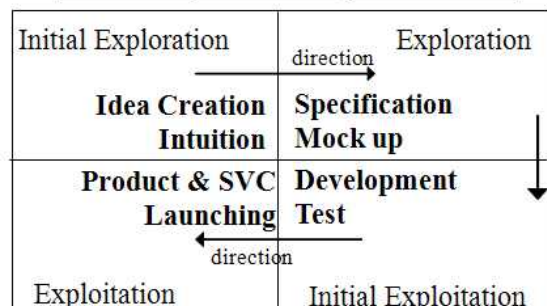 Initial Exploration
Exploration
direction
Idea Creation
Intuition
Specification
Mock up
Product & SVC
Launching
Development
Test
direction
Exploitation
Initial Exploitation